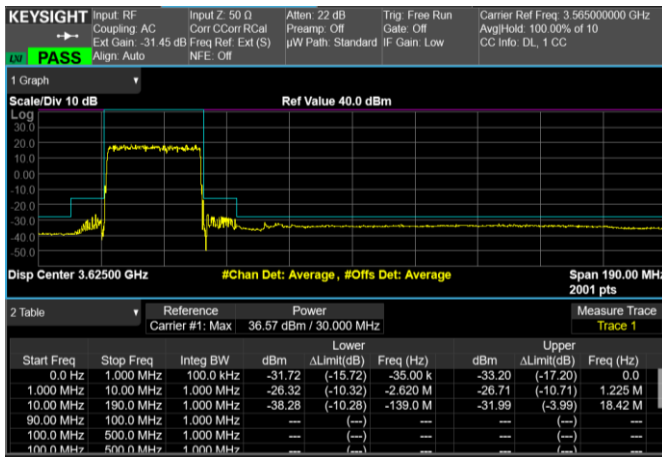 KEYSIGHT Input: RF Input Z: 50 Ω Atten: 22 dB Trig: Free Run Carrier Ref Freq: 3.565000000 GHz
Coupling: AC Corr CCorr RCal Preamp: Off Gate: Off Avg|Hold: 100.00% of 10
Ext Gain: -31.45 dB Freq Ref: Ext (S) µW Path: Standard IF Gain: Low CC Info: DL, 1 CC
LXI PASS Align: Auto NFE: Off
1 Graph
Scale/Div 10 dB Ref Value 40.0 dBm
Log
30.0
20.0
10.0
0.00
-10.0
-20.0
-30.0
-40.0
-50.0
Disp Center 3.62500 GHz #Chan Det: Average , #Offs Det: Average Span 190.00 MHz
2001 pts
2 Table Reference Power Measure Trace
Carrier #1: Max 36.57 dBm / 30.000 MHz Trace 1
Lower Upper
Start Freq Stop Freq Integ BW dBm ΔLimit(dB) Freq (Hz) dBm ΔLimit(dB) Freq (Hz)
0.0 Hz 1.000 MHz 100.0 kHz -31.72 (-15.72) -35.00 k -33.20 (-17.20) 0.0
1.000 MHz 10.00 MHz 1.000 MHz -26.32 (-10.32) -2.620 M -26.71 (-10.71) 1.225 M
10.00 MHz 190.0 MHz 1.000 MHz -38.28 (-10.28) -139.0 M -31.99 (-3.99) 18.42 M
90.00 MHz 100.0 MHz 1.000 MHz --- (---) --- --- (---) ---
100.0 MHz 500.0 MHz 1.000 MHz --- (---) --- --- (---) ---
100.0 MHz 500.0 MHz 1.000 MHz --- (---) --- --- (---) ---